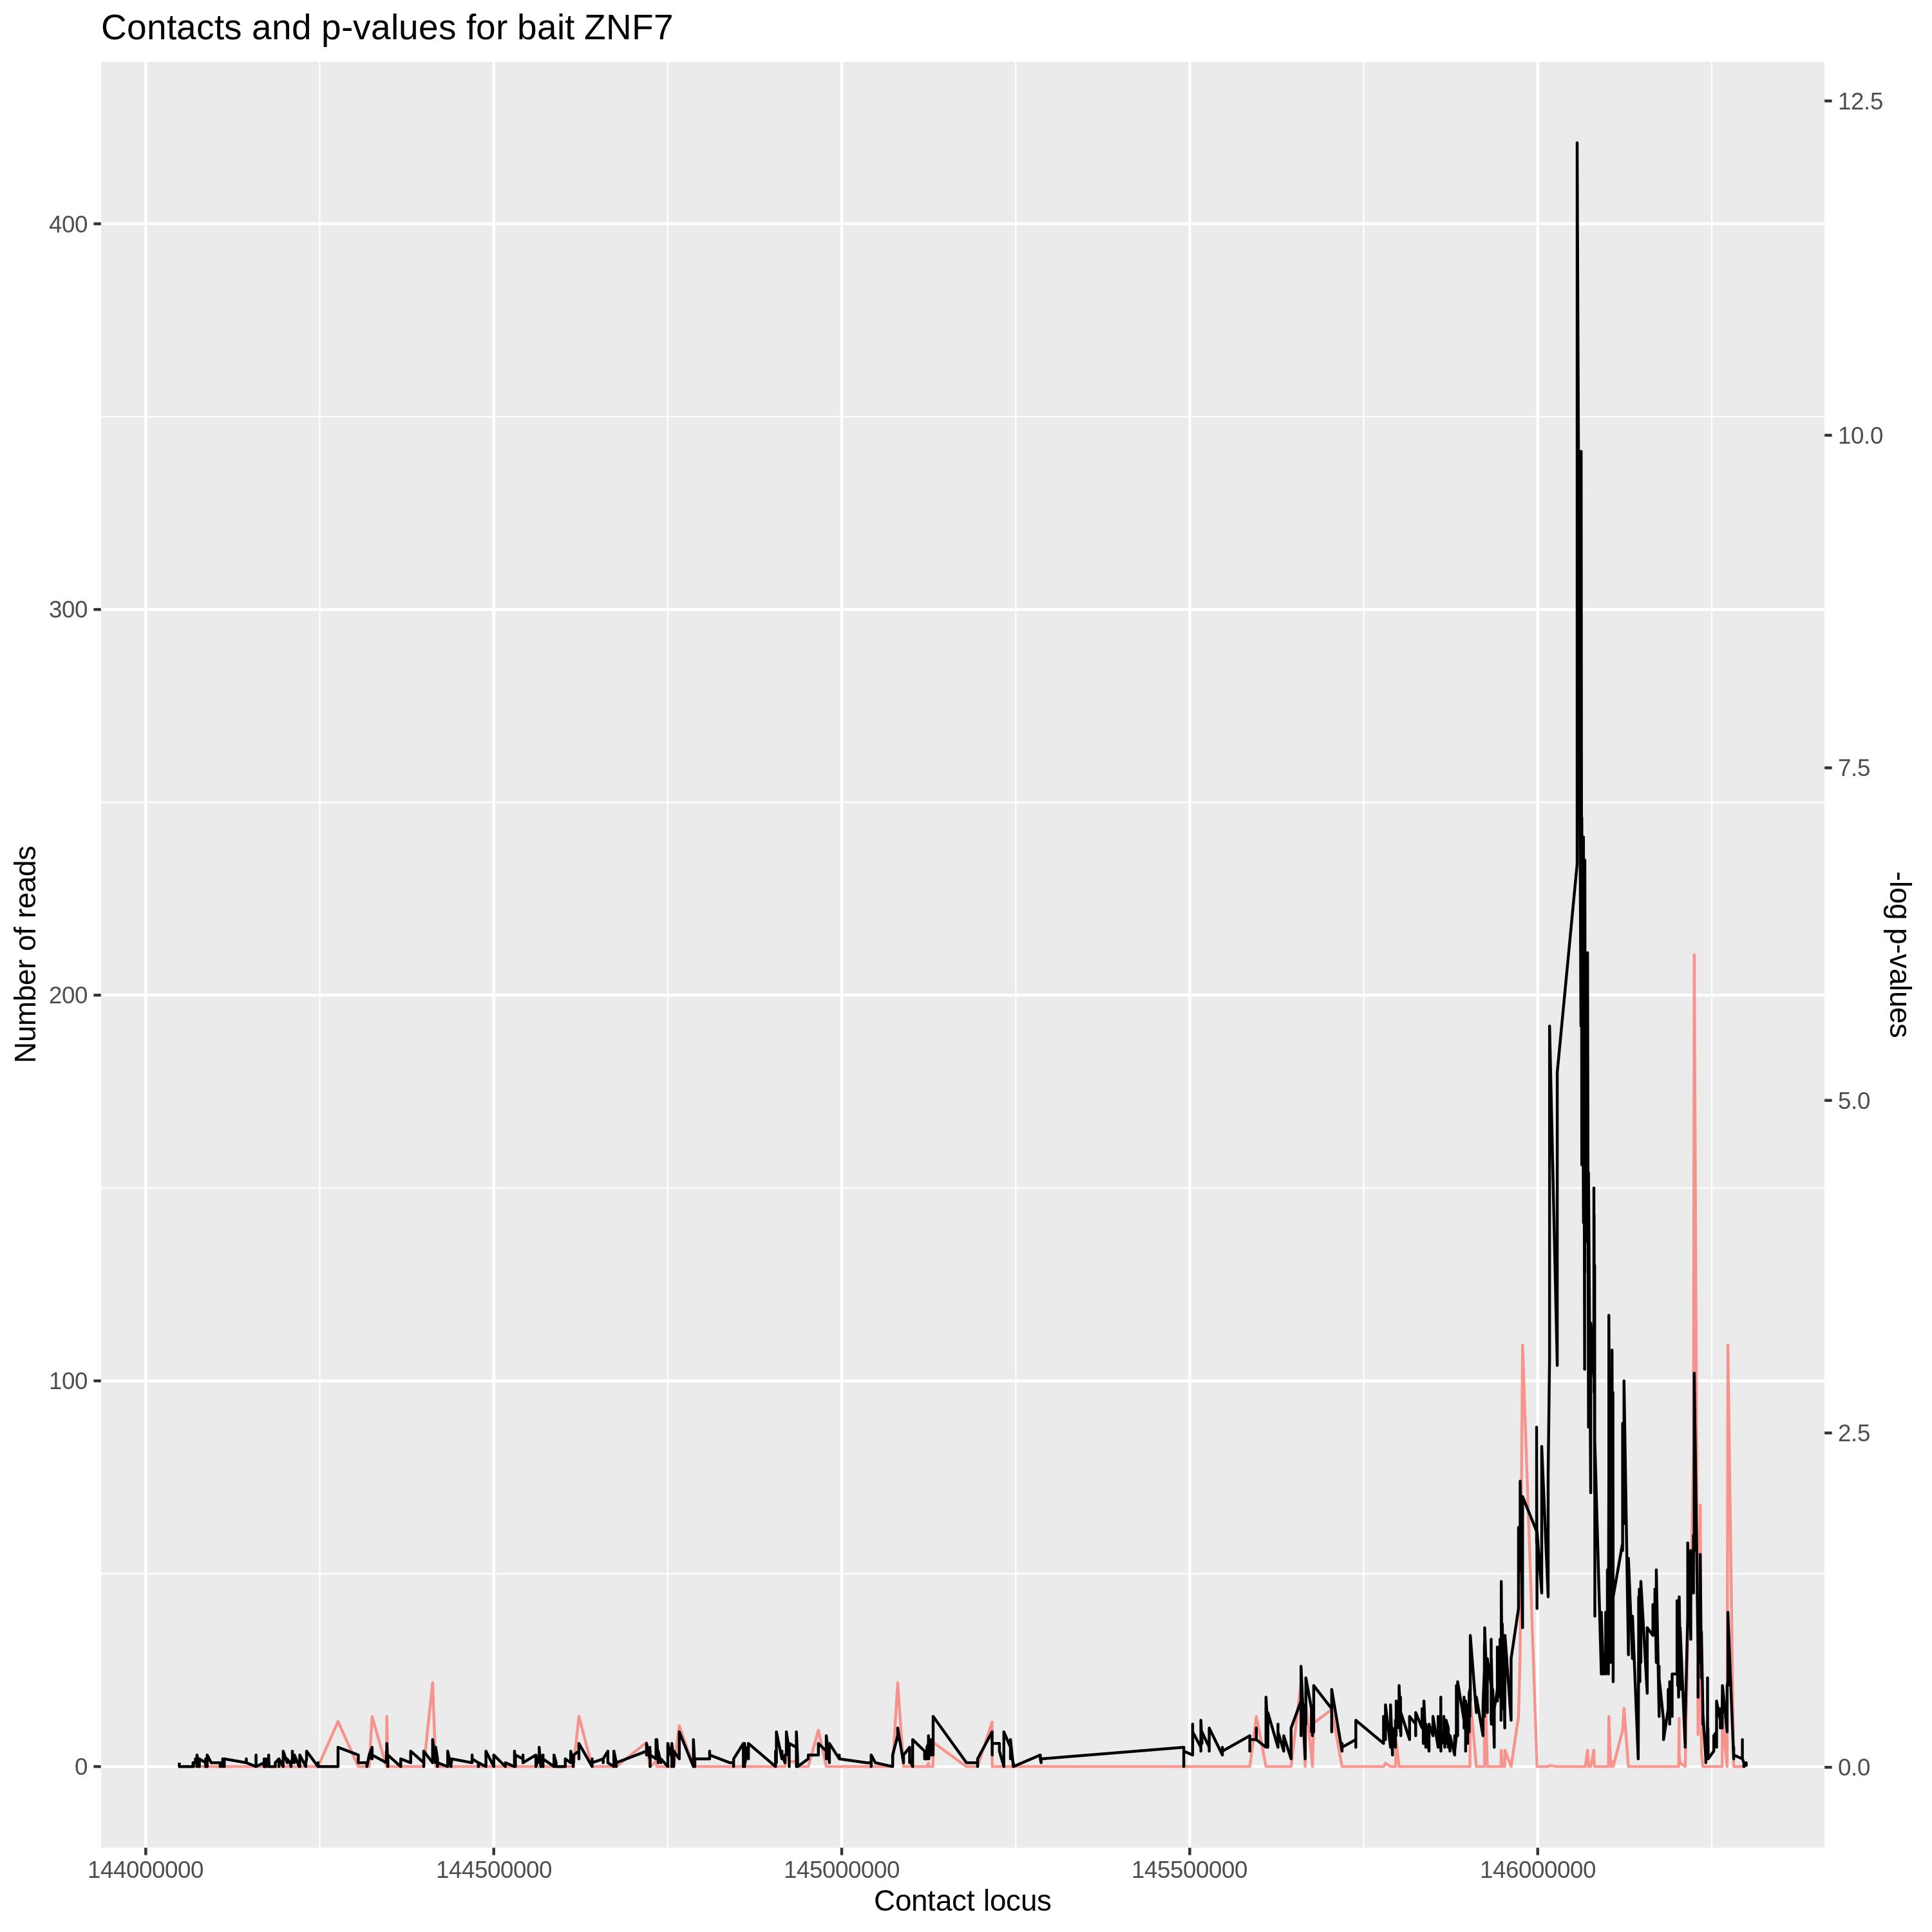 Contacts and p-values for bait ZNF7
12.5
400
10.0
300
7.5
Number of reads
-log p-values
200
5.0
100
2.5
0
0.0
144000000 144500000 145000000 145500000 146000000
Contact locus